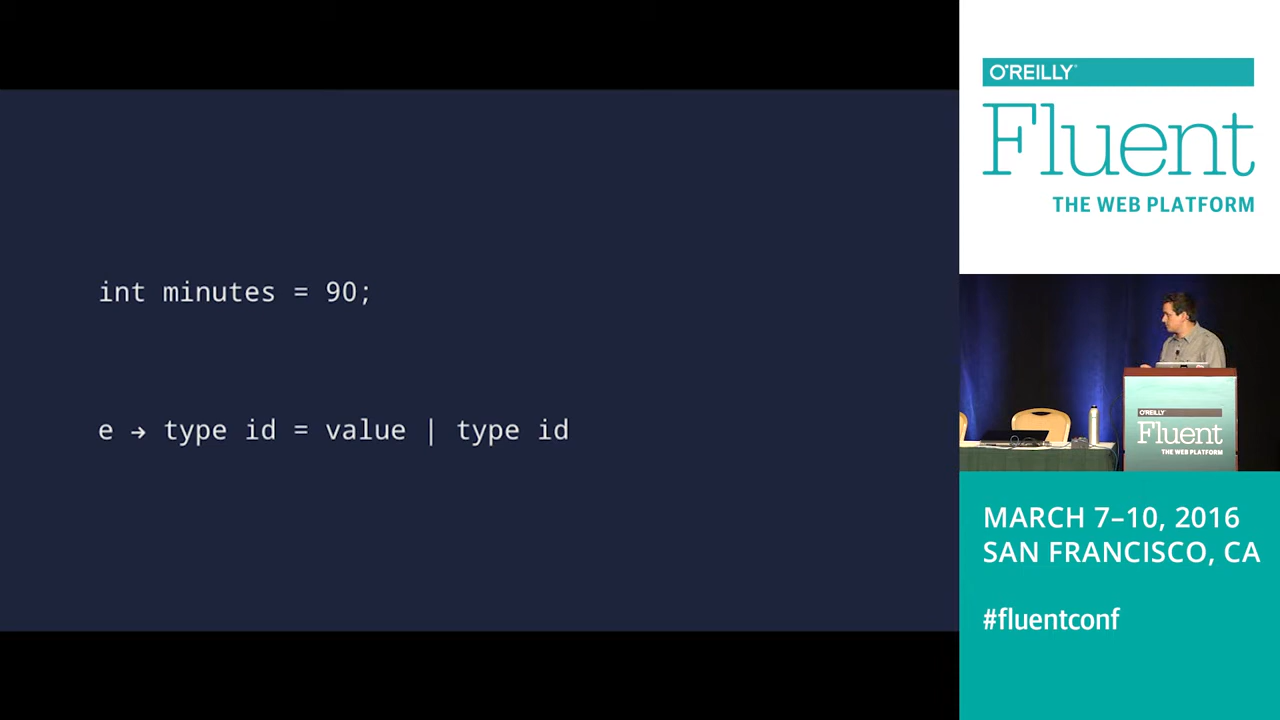 int minutes = 90;
e → type id = value | type id
O'REILLY®
Fluent
THE WEB PLATFORM
O'REILLY
Fluent
THE WEB PLATFORM
MARCH 7–10, 2016
SAN FRANCISCO, CA
#fluentconf